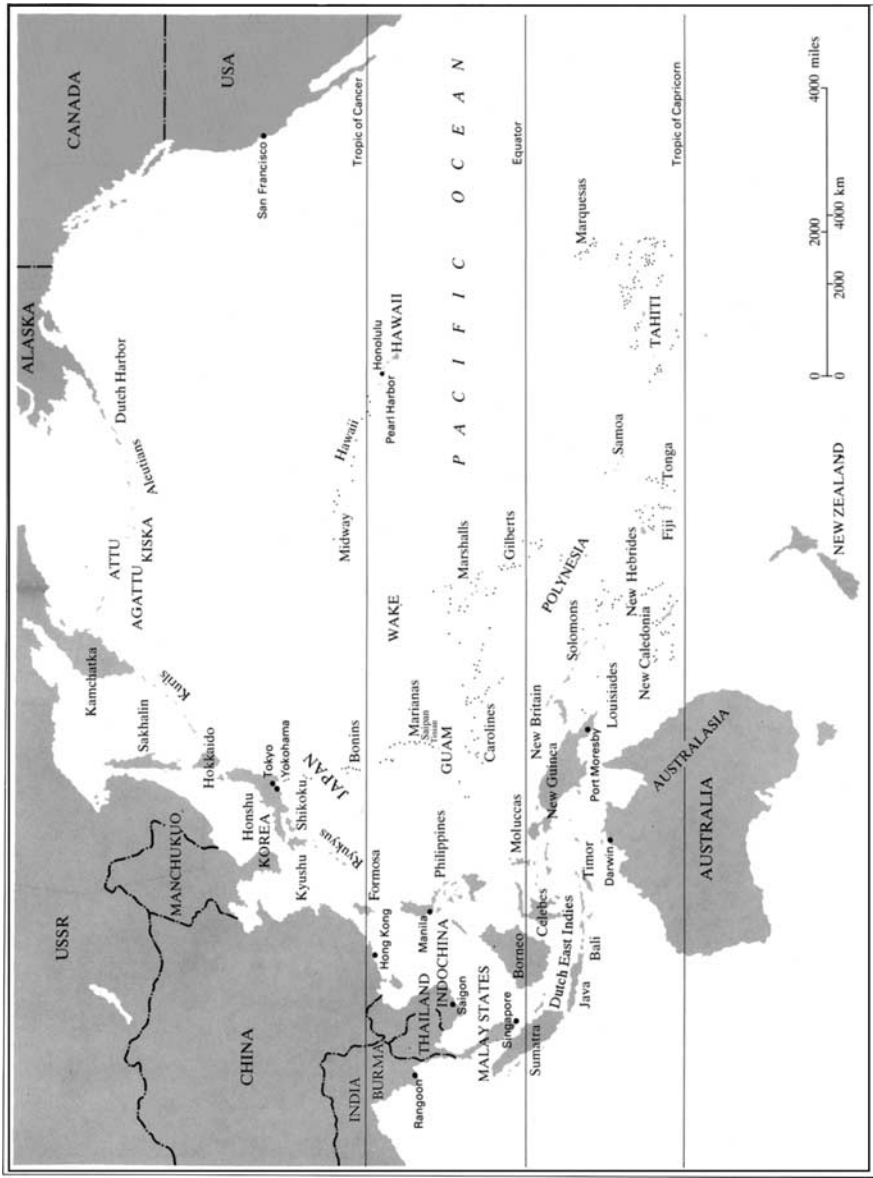 CANADA
USA
ALASKA
San Francisco
Dutch Harbor
Aleutians
ATTU
AGATTU
KISKA
Kamchatka
USSR
Sakhalin
Kurils
Hokkaido
MANCHUKUO
Honshu
KOREA
Tokyo
Yokohama
JAPAN
Shikoku
Kyushu
Ryukyus
CHINA
Tropic of Cancer
Midway
Hawaii
Honolulu
Pearl Harbor
HAWAII
Bonins
Formosa
Hong Kong
INDIA
BURMA
Rangoon
THAILAND
INDOCHINA
Saigon
Manila
Philippines
WAKE
Marianas
Saipan
Tinian
GUAM
Carolines
Marshalls
Gilberts
PACIFIC OCEAN
Equator
MALAY STATES
Singapore
Sumatra
Borneo
Celebes
Moluccas
Dutch East Indies
Java
Bali
Timor
New Guinea
New Britain
Port Moresby
Solomons
Louisiades
POLYNESIA
New Hebrides
New Caledonia
Fiji
Tonga
Samoa
TAHITI
Marquesas
Tropic of Capricorn
Darwin
AUSTRALASIA
AUSTRALIA
NEW ZEALAND
0 2000 4000 miles
0 2000 4000 km